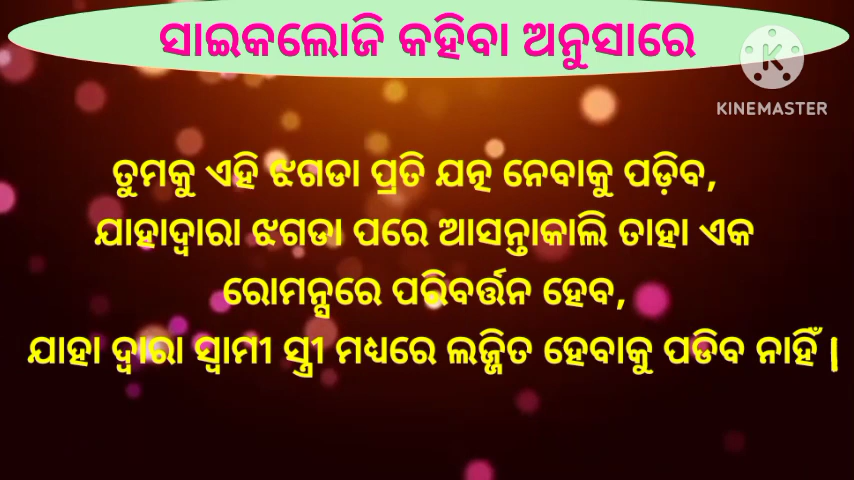 ସାଇକଲୋଜି କହିବା ଅନୁସାରେ
KINEMASTER
ତୁମକୁ ଏହି ଝଗଡା ପ୍ରତି ଯତ୍ନ ନେବାକୁ ପଡ଼ିବ,
ଯାହାଦ୍ୱାରା ଝଗଡା ପରେ ଆସନ୍ତାକାଲି ତାହା ଏକ
ରୋମାନ୍ସରେ ପରିବର୍ତ୍ତନ ହେବ,
ଯାହା ଦ୍ୱାରା ସ୍ୱାମୀ ସ୍ତ୍ରୀ ମଧ୍ୟରେ ଲଜ୍ଜିତ ହେବାକୁ ପଡିବ ନାହିଁ |